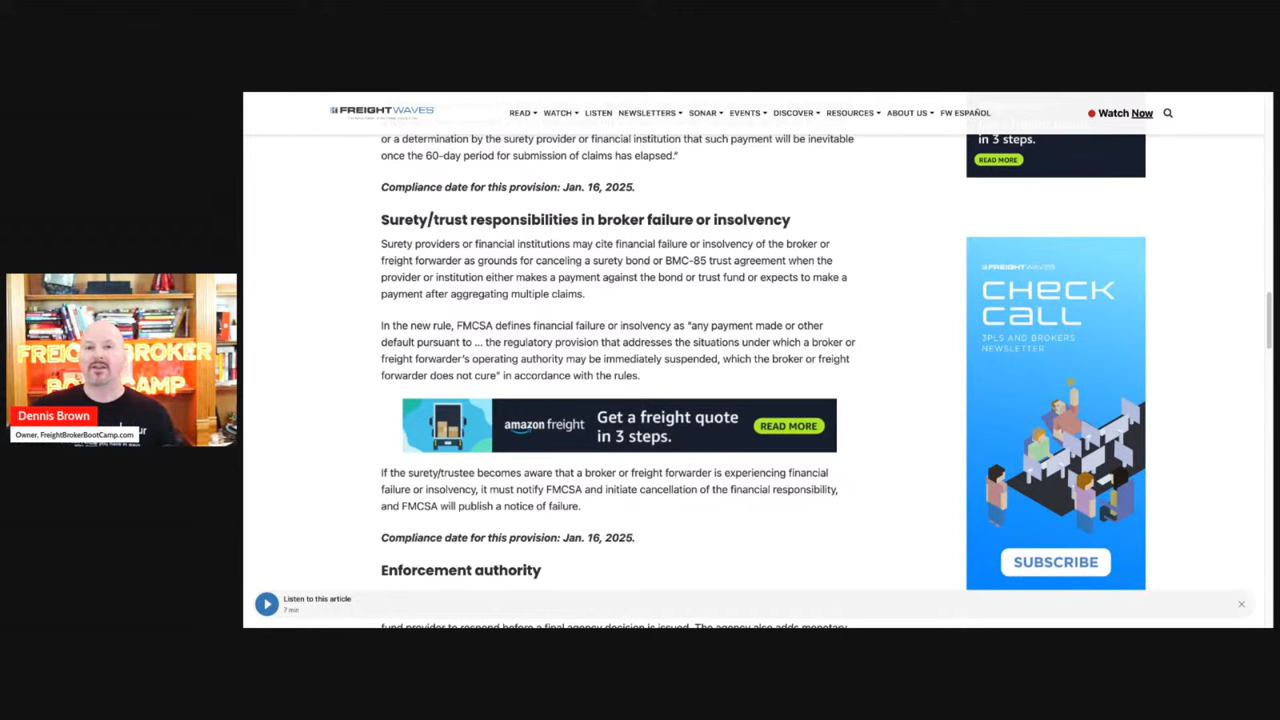 FREIGHTWAVES
READ
WATCH
LISTEN
NEWSLETTERS
SONAR
EVENTS
DISCOVER
RESOURCES
ABOUT US
FW ESPAÑOL
Watch Now
or a determination by the surety provider or financial institution that such payment will be inevitable
once the 60-day period for submission of claims has elapsed.”
Compliance date for this provision: Jan. 16, 2025.
Surety/trust responsibilities in broker failure or insolvency
Surety providers or financial institutions may cite financial failure or insolvency of the broker or
freight forwarder as grounds for canceling a surety bond or BMC-85 trust agreement when the
provider or institution either makes a payment against the bond or trust fund or expects to make a
payment after aggregating multiple claims.
In the new rule, FMCSA defines financial failure or insolvency as “any payment made or other
default pursuant to ... the regulatory provision that addresses the situations under which a broker or
freight forwarder’s operating authority may be immediately suspended, which the broker or freight
forwarder does not cure” in accordance with the rules.
amazon freight
Get a freight quote
in 3 steps.
READ MORE
If the surety/trustee becomes aware that a broker or freight forwarder is experiencing financial
failure or insolvency, it must notify FMCSA and initiate cancellation of the financial responsibility,
and FMCSA will publish a notice of failure.
Compliance date for this provision: Jan. 16, 2025.
Enforcement authority
fund provider to respond before a final agency decision is issued. The agency also adds monetary
Listen to this article
7 min
in 3 steps.
READ MORE
FREIGHTWAVES
CHECK
CALL
3PLS AND BROKERS
NEWSLETTER
SUBSCRIBE
FREIGHT BROKER
BOOT CAMP
Dennis Brown
Owner, FreightBrokerBootCamp.com